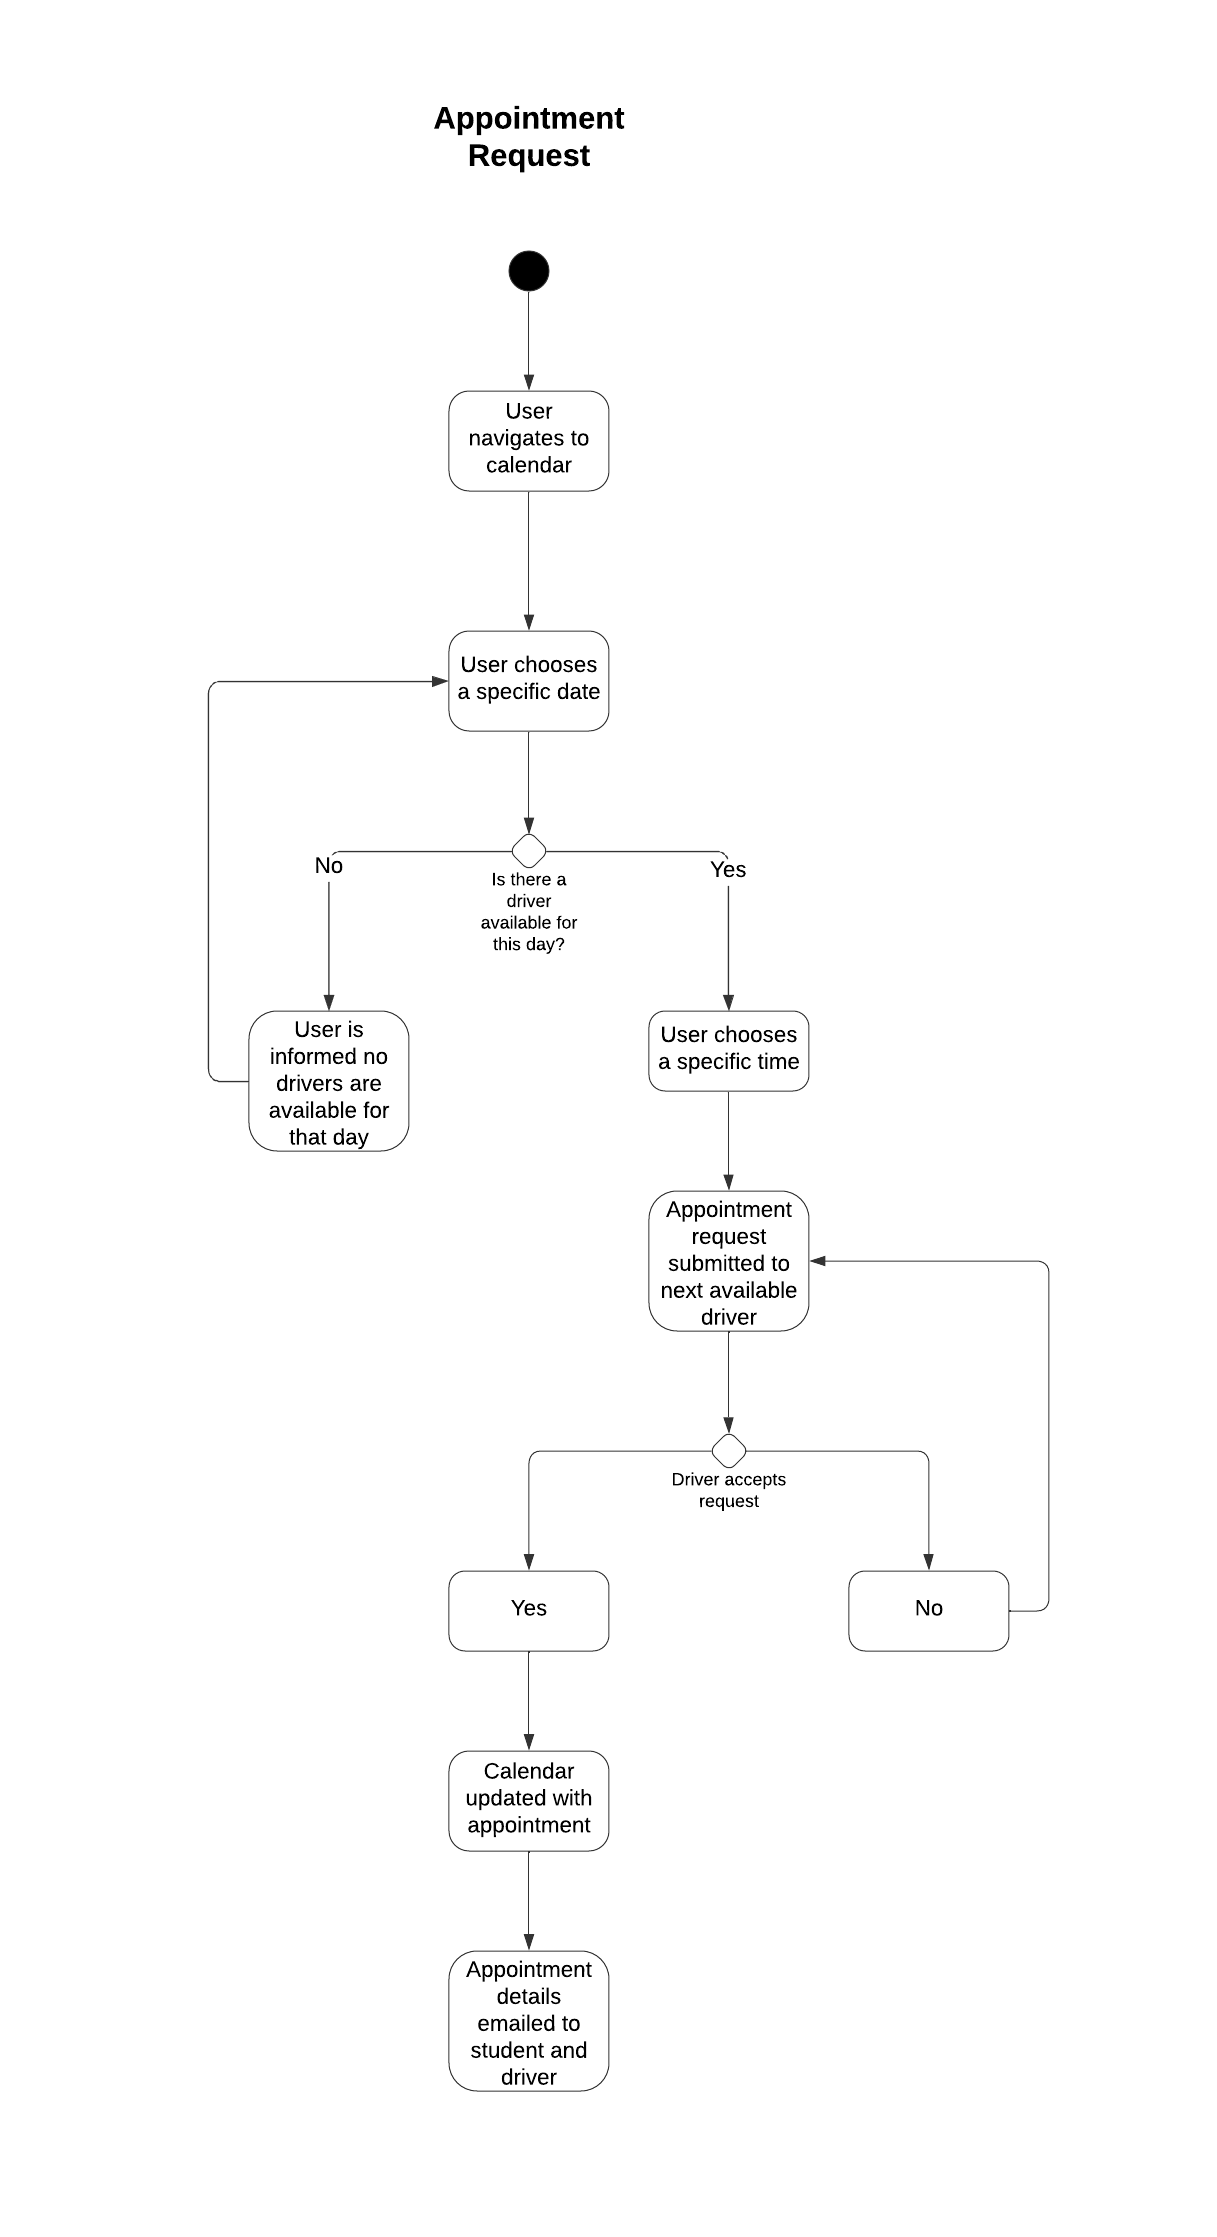 Appointment
Request
User
navigates to
calendar
User chooses
a specific date
No
Yes
Is there a
driver
available for
this day?
User is
informed no
drivers are
available for
that day
User chooses
a specific time
Appointment
request
submitted to
next available
driver
Driver accepts
request
Yes
No
Calendar
updated with
appointment
Appointment
details
emailed to
student and
driver